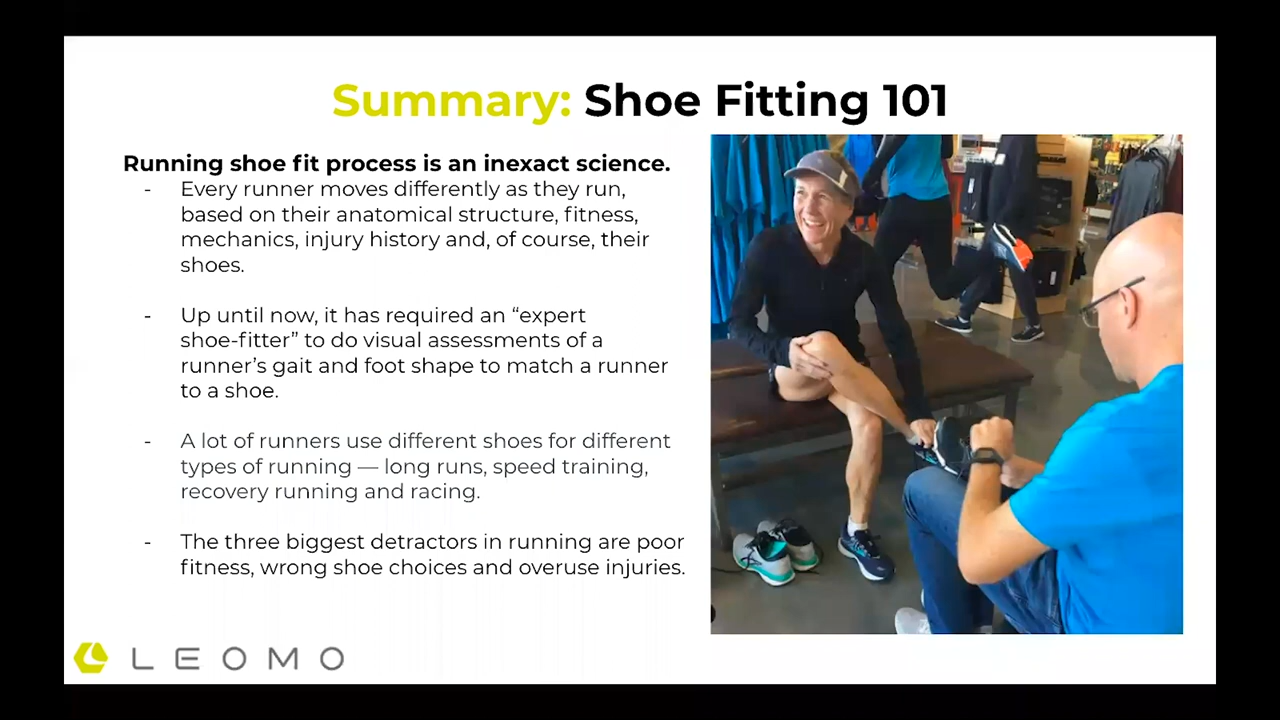 Summary: Shoe Fitting 101
Running shoe fit process is an inexact science.
- Every runner moves differently as they run,
based on their anatomical structure, fitness,
mechanics, injury history and, of course, their
shoes.
- Up until now, it has required an “expert
shoe-fitter” to do visual assessments of a
runner’s gait and foot shape to match a runner
to a shoe.
- A lot of runners use different shoes for different
types of running — long runs, speed training,
recovery running and racing.
- The three biggest detractors in running are poor
fitness, wrong shoe choices and overuse injuries.
LEOMO